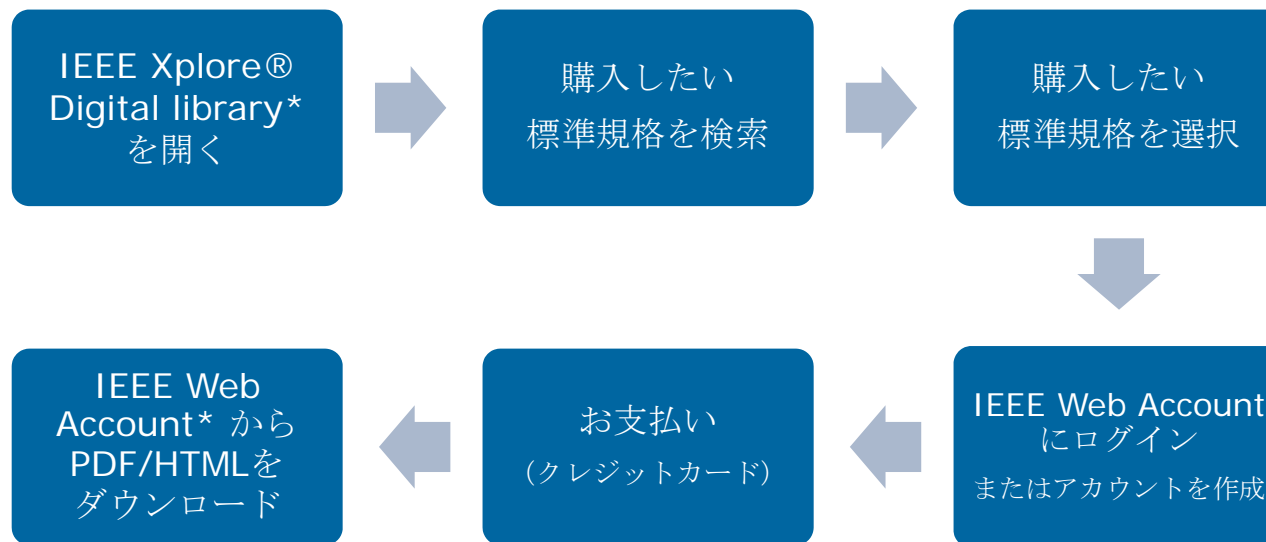 IEEE Xplore®
Digital library*
を開く
購入したい
標準規格を検索
購入したい
標準規格を選択
IEEE Web Account
にログイン
またはアカウントを作成
お支払い
(クレジットカード)
IEEE Web
Account* から
PDF/HTMLを
ダウンロード